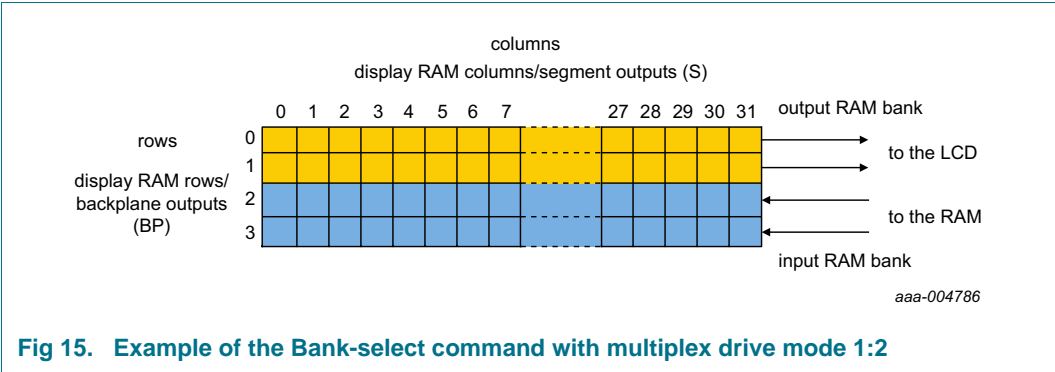 columns
display RAM columns/segment outputs (S)
0 1 2 3 4 5 6 7 27 28 29 30 31
output RAM bank
rows
0
to the LCD
1
display RAM rows/
backplane outputs
(BP)
2
to the RAM
3
input RAM bank
aaa-004786
Fig 15. Example of the Bank-select command with multiplex drive mode 1:2